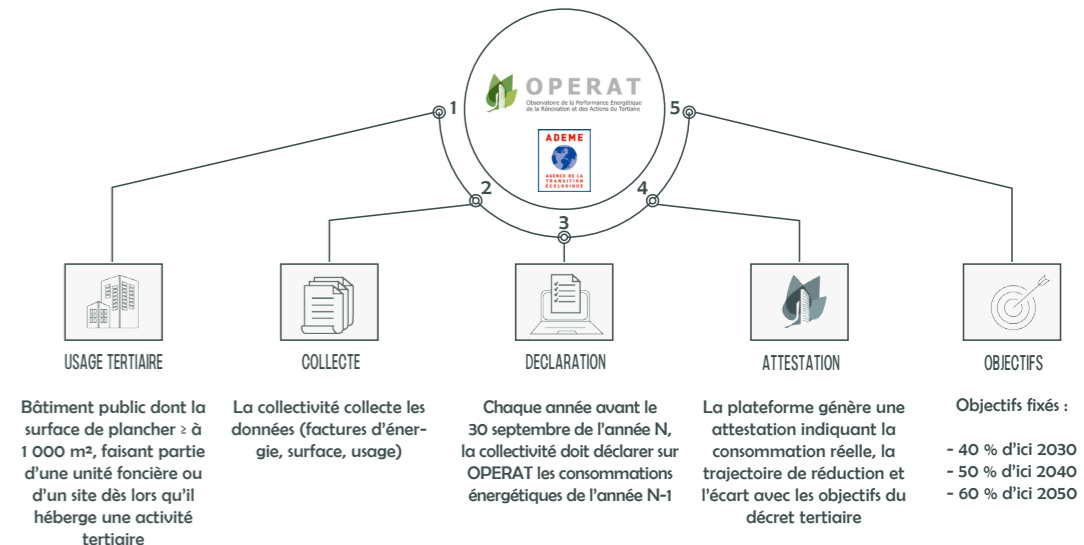 OPERAT
Observatoire de la Performance Energétique
de la Rénovation et des Actions du Tertiaire
ADEME
AGENCE DE LA
TRANSITION
ÉCOLOGIQUE
1
2
3
4
5
USAGE TERTIAIRE
Bâtiment public dont la
surface de plancher ≥ à
1 000 m², faisant partie
d'une unité foncière ou
d'un site dès lors qu'il
héberge une activité
tertiaire
COLLECTE
La collectivité collecte les
données (factures d'éner-
gie, surface, usage)
DECLARATION
Chaque année avant le
30 septembre de l'année N,
la collectivité doit déclarer sur
OPERAT les consommations
énergétiques de l'année N-1
ATTESTATION
La plateforme génère une
attestation indiquant la
consommation réelle, la
trajectoire de réduction et
l'écart avec les objectifs du
décret tertiaire
OBJECTIFS
Objectifs fixés :
- 40 % d'ici 2030
- 50 % d'ici 2040
- 60 % d'ici 2050